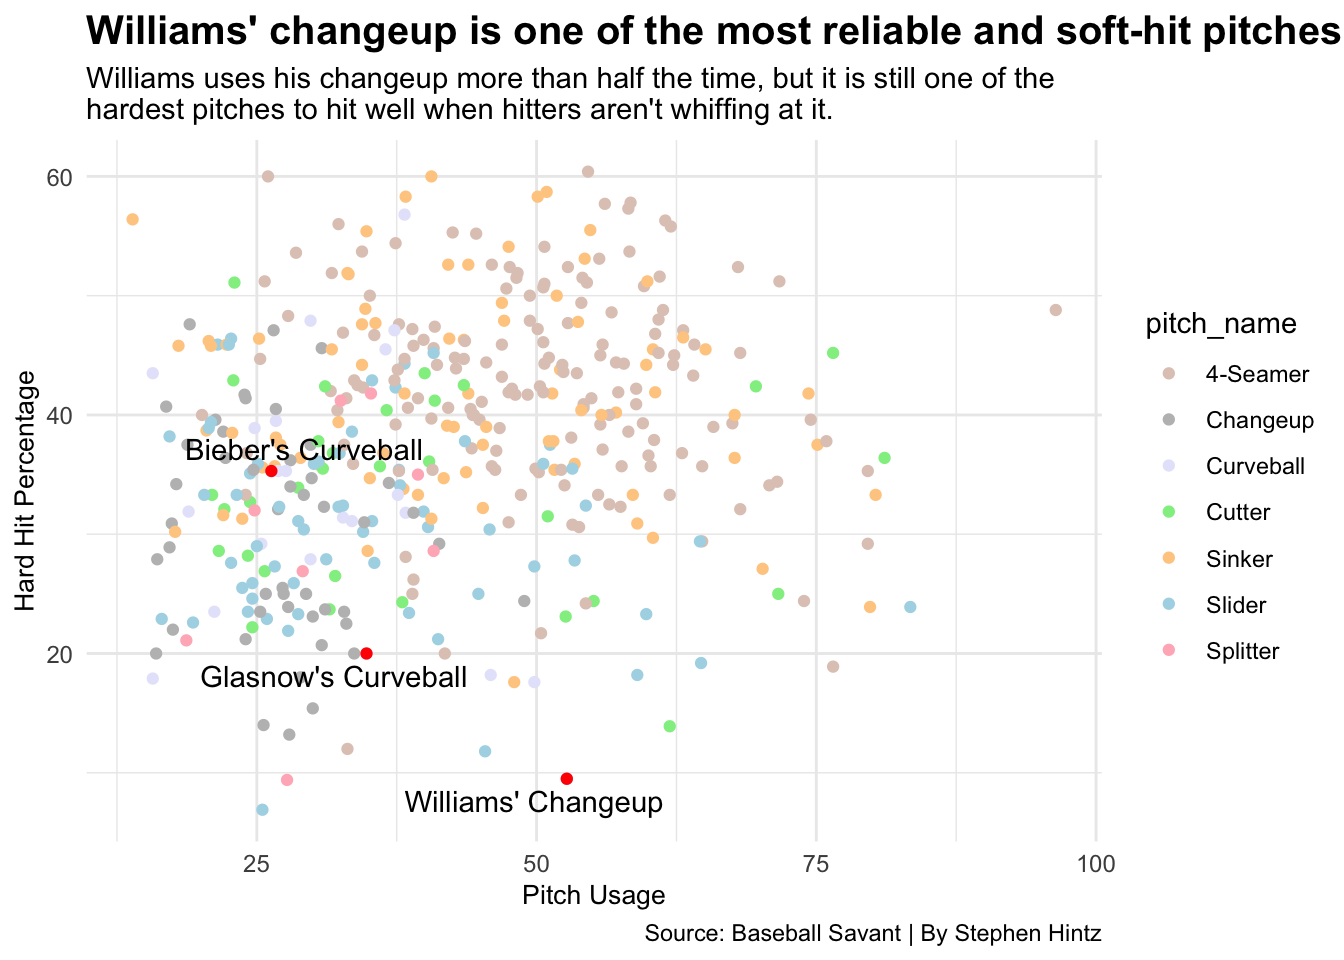 Williams' changeup is one of the most reliable and soft-hit pitches
Williams uses his changeup more than half the time, but it is still one of the
hardest pitches to hit well when hitters aren't whiffing at it.
60
40
20
Hard Hit Percentage
Bieber's Curveball
Glasnow's Curveball
Williams' Changeup
25
50
75
100
Pitch Usage
pitch_name
4-Seamer
Changeup
Curveball
Cutter
Sinker
Slider
Splitter
Source: Baseball Savant | By Stephen Hintz